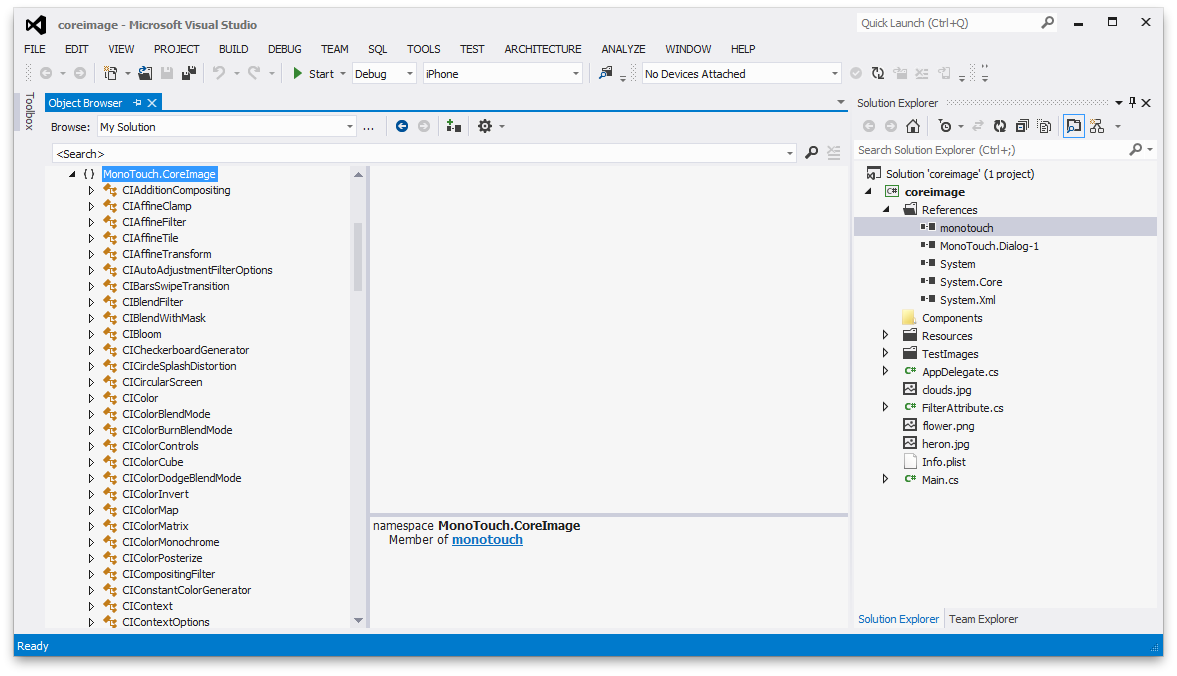 coreimage - Microsoft Visual Studio
Quick Launch (Ctrl+Q)
FILE EDIT VIEW PROJECT BUILD DEBUG TEAM SQL TOOLS TEST ARCHITECTURE ANALYZE WINDOW HELP
Start Debug iPhone No Devices Attached
Toolbox
Object Browser
Browse: My Solution ...
<Search>
{ } MonoTouch.CoreImage
CIAdditionCompositing
CIAffineClamp
CIAffineFilter
CIAffineTile
CIAffineTransform
CIAutoAdjustmentFilterOptions
CIBarsSwipeTransition
CIBlendFilter
CIBlendWithMask
CIBloom
CICheckerboardGenerator
CICircleSplashDistortion
CICircularScreen
CIColor
CIColorBlendMode
CIColorBurnBlendMode
CIColorControls
CIColorCube
CIColorDodgeBlendMode
CIColorInvert
CIColorMap
CIColorMatrix
CIColorMonochrome
CIColorPosterize
CICompositingFilter
CIConstantColorGenerator
CIContext
CIContextOptions
namespace MonoTouch.CoreImage
Member of monotouch
Solution Explorer
Search Solution Explorer (Ctrl+;)
Solution 'coreimage' (1 project)
C# coreimage
References
monotouch
MonoTouch.Dialog-1
System
System.Core
System.Xml
Components
Resources
TestImages
C# AppDelegate.cs
clouds.jpg
C# FilterAttribute.cs
flower.png
heron.jpg
Info.plist
C# Main.cs
Solution Explorer Team Explorer
Ready